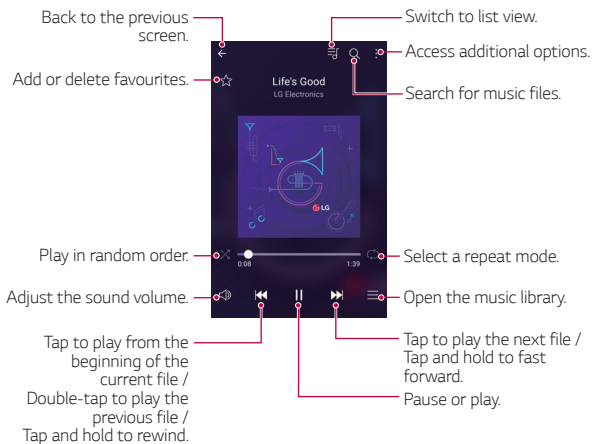 Back to the previous
screen.
Switch to list view.
Access additional options.
Add or delete favourites.
Life's Good
LG Electronics
Search for music files.
LG
Play in random order.
0:08
1:39
Select a repeat mode.
Adjust the sound volume.
Open the music library.
Tap to play from the
beginning of the
current file /
Double-tap to play the
previous file /
Tap and hold to rewind.
Tap to play the next file /
Tap and hold to fast
forward.
Pause or play.